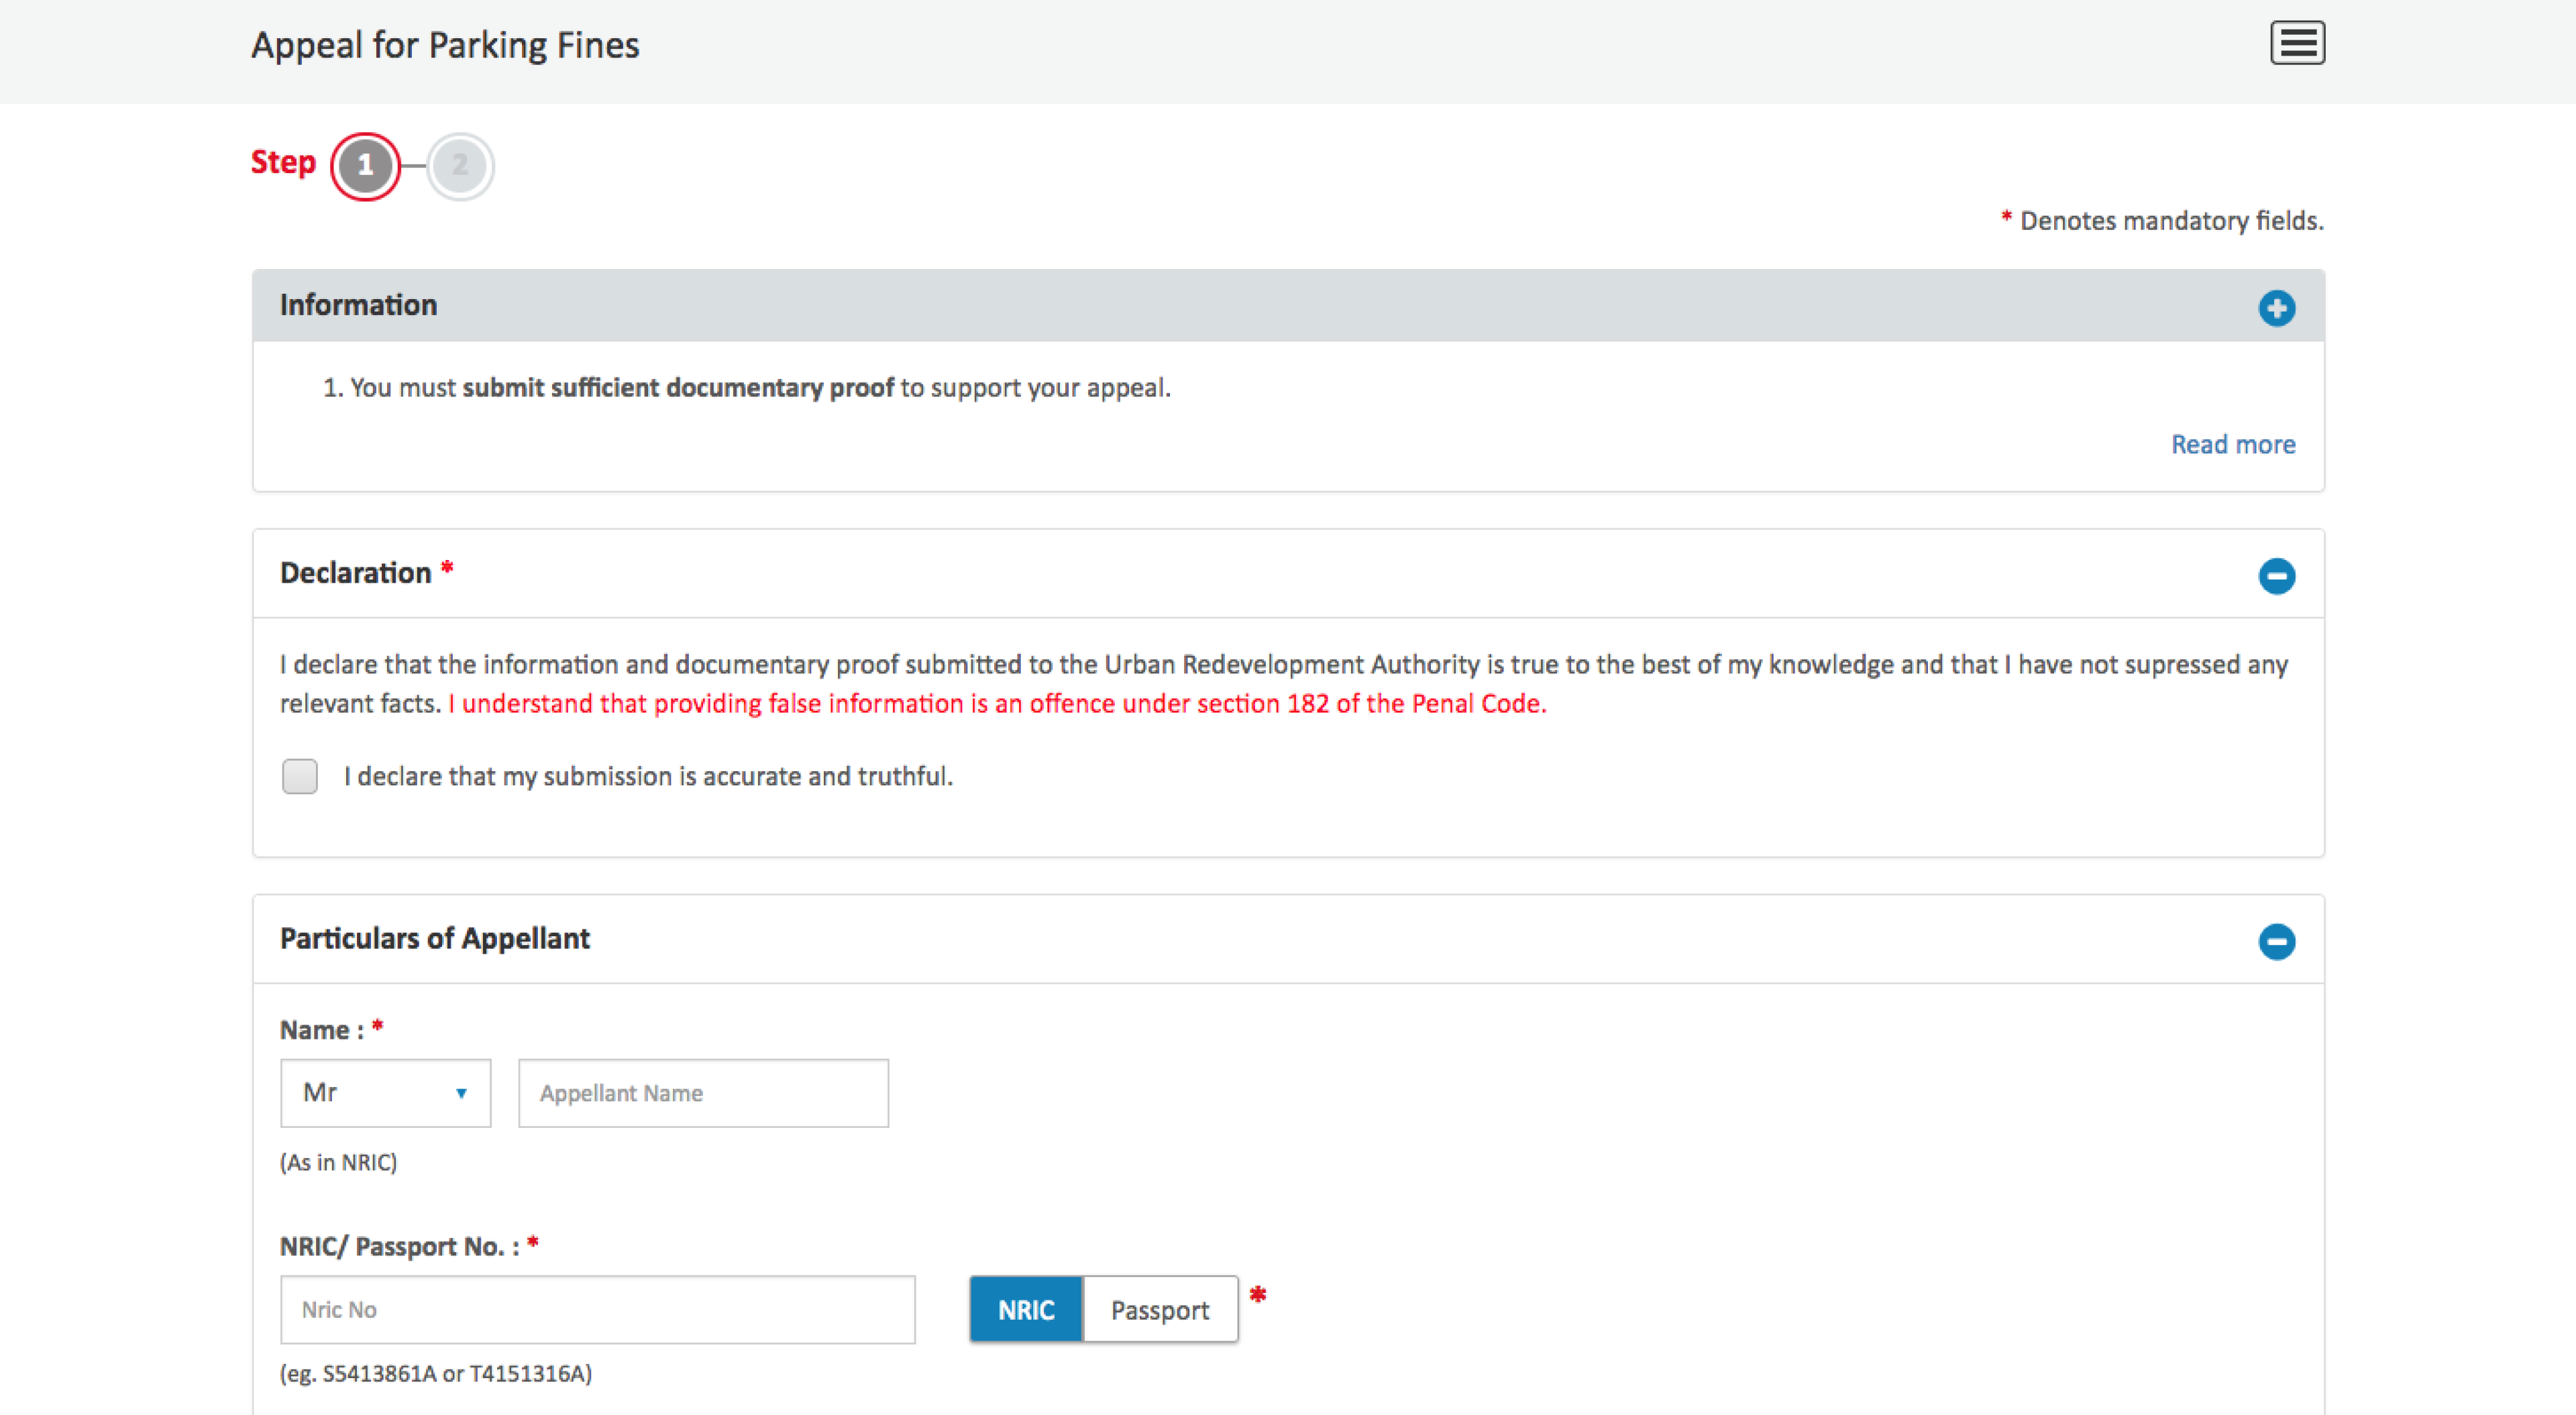 Appeal for Parking Fines
Step 1 2
* Denotes mandatory fields.
Information
1. You must submit sufficient documentary proof to support your appeal.
Read more
Declaration *
I declare that the information and documentary proof submitted to the Urban Redevelopment Authority is true to the best of my knowledge and that I have not supressed any
relevant facts. I understand that providing false information is an offence under section 182 of the Penal Code.
I declare that my submission is accurate and truthful.
Particulars of Appellant
Name : *
Mr Appellant Name
(As in NRIC)
NRIC/ Passport No. : *
Nric No NRIC Passport *
(eg. S5413861A or T4151316A)